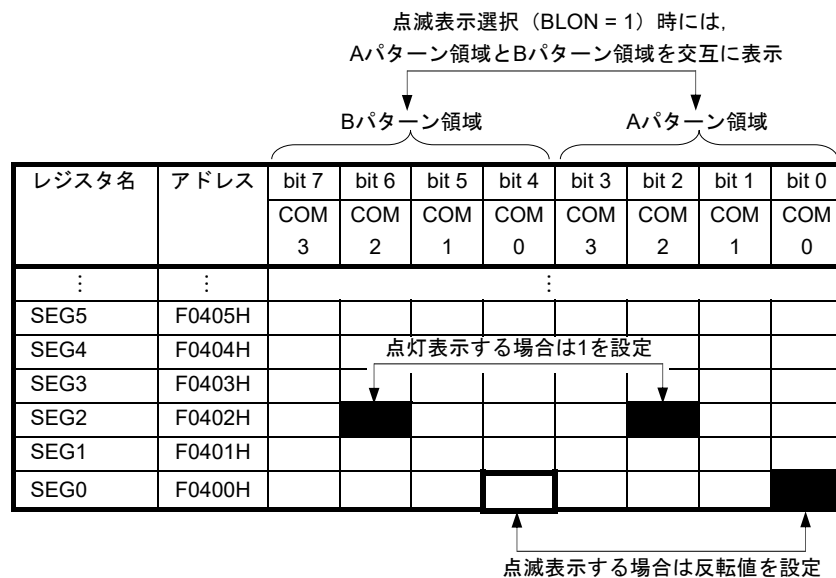 点滅表示選択（BLON = 1）時には,
Aパターン領域とBパターン領域を交互に表示
Bパターン領域 Aパターン領域
レジスタ名 アドレス bit 7 bit 6 bit 5 bit 4 bit 3 bit 2 bit 1 bit 0
COM COM COM COM COM COM COM COM
3 2 1 0 3 2 1 0
⋮ ⋮ ⋮
SEG5 F0405H
SEG4 F0404H 点灯表示する場合は1を設定
SEG3 F0403H
SEG2 F0402H
SEG1 F0401H
SEG0 F0400H
点滅表示する場合は反転値を設定